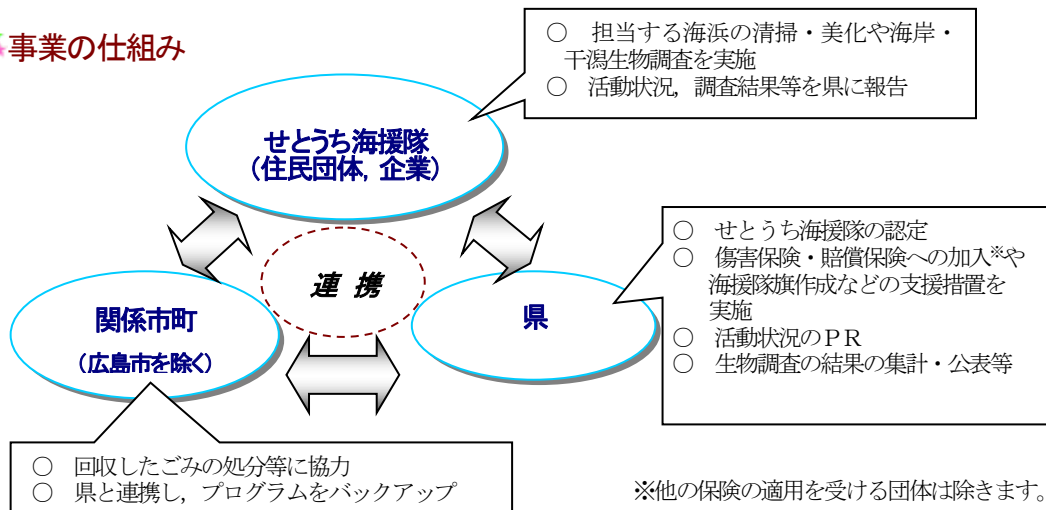 事業の仕組み
○ 担当する海浜の清掃・美化や海岸・
干潟生物調査を実施
○ 活動状況，調査結果等を県に報告
せとうち海援隊
（住民団体，企業）
○ せとうち海援隊の認定
○ 傷害保険・賠償保険への加入※や
海援隊旗作成などの支援措置を
実施
○ 活動状況のＰＲ
○ 生物調査の結果の集計・公表等
連 携
関係市町
（広島市を除く）
県
○ 回収したごみの処分等に協力
○ 県と連携し，プログラムをバックアップ
※他の保険の適用を受ける団体は除きます。